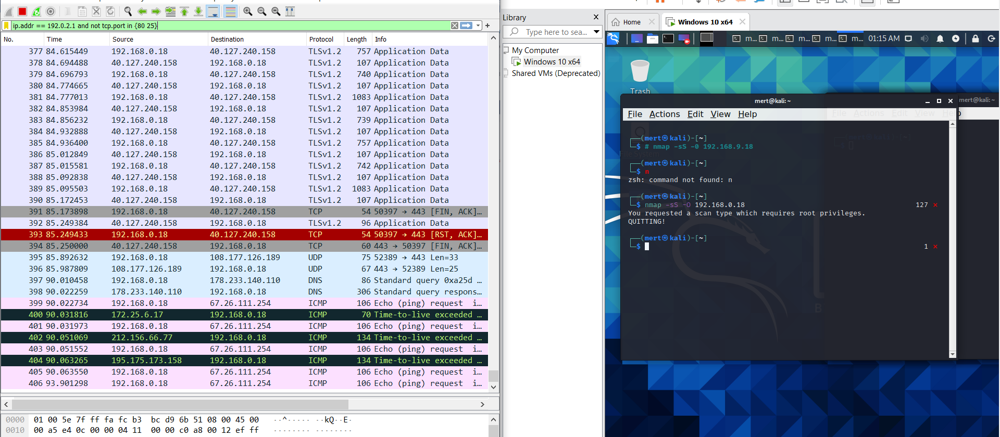 ip.addr == 192.0.2.1 and not tcp.port in {80 25}
No. Time Source Destination Protocol Length Info
377 84.615449 192.168.0.18 40.127.240.158 TLSv1.2 757 Application Data
378 84.694488 40.127.240.158 192.168.0.18 TLSv1.2 107 Application Data
379 84.696793 192.168.0.18 40.127.240.158 TLSv1.2 740 Application Data
380 84.774665 40.127.240.158 192.168.0.18 TLSv1.2 107 Application Data
381 84.777013 192.168.0.18 40.127.240.158 TLSv1.2 1083 Application Data
382 84.853984 40.127.240.158 192.168.0.18 TLSv1.2 107 Application Data
383 84.856232 192.168.0.18 40.127.240.158 TLSv1.2 739 Application Data
384 84.932888 40.127.240.158 192.168.0.18 TLSv1.2 107 Application Data
385 84.936400 192.168.0.18 40.127.240.158 TLSv1.2 757 Application Data
386 85.012849 40.127.240.158 192.168.0.18 TLSv1.2 107 Application Data
387 85.015581 192.168.0.18 40.127.240.158 TLSv1.2 742 Application Data
388 85.092838 40.127.240.158 192.168.0.18 TLSv1.2 107 Application Data
389 85.095503 192.168.0.18 40.127.240.158 TLSv1.2 1083 Application Data
390 85.172453 40.127.240.158 192.168.0.18 TLSv1.2 107 Application Data
391 85.173898 192.168.0.18 40.127.240.158 TCP 54 50397 → 443 [FIN, ACK]…
392 85.249384 40.127.240.158 192.168.0.18 TLSv1.2 96 Application Data
393 85.249433 192.168.0.18 40.127.240.158 TCP 54 50397 → 443 [RST, ACK]…
394 85.250000 40.127.240.158 192.168.0.18 TCP 60 443 → 50397 [FIN, ACK]…
395 85.892632 192.168.0.18 108.177.126.189 UDP 75 52389 → 443 Len=33
396 85.987809 108.177.126.189 192.168.0.18 UDP 67 443 → 52389 Len=25
397 90.010458 192.168.0.18 178.233.140.110 DNS 86 Standard query 0xa25d …
398 90.022259 178.233.140.110 192.168.0.18 DNS 306 Standard query respons…
399 90.022734 192.168.0.18 67.26.111.254 ICMP 106 Echo (ping) request i…
400 90.031816 172.25.6.17 192.168.0.18 ICMP 70 Time-to-live exceeded …
401 90.031973 192.168.0.18 67.26.111.254 ICMP 106 Echo (ping) request i…
402 90.051069 212.156.66.77 192.168.0.18 ICMP 134 Time-to-live exceeded …
403 90.051552 192.168.0.18 67.26.111.254 ICMP 106 Echo (ping) request i…
404 90.063265 195.175.173.158 192.168.0.18 ICMP 134 Time-to-live exceeded …
405 90.063550 192.168.0.18 67.26.111.254 ICMP 106 Echo (ping) request i…
406 93.901298 192.168.0.18 67.26.111.254 ICMP 106 Echo (ping) request i…
0000 01 00 5e 7f ff fa fc b3 bc d9 6b 51 08 00 45 00 ··^····· ··kQ··E·
0010 00 a5 e4 0c 00 00 04 11 00 00 c0 a8 00 12 ef ff ········ ········
Library
Type here to sea...
My Computer
Windows 10 x64
Shared VMs (Deprecated)
Home Windows 10 x64
m... m... m... m... m... 01:15 AM
Trash
mert@kali: ~
mert@kali: ~
File Actions Edit View Help
File Actions Edit View Help
(mert㉿kali)-[~]
$ # nmap -sS -0 192.168.9.18
(mert㉿kali)-[~]
$ n
zsh: command not found: n
(mert㉿kali)-[~]
$ nmap -sS -O 192.168.0.18 127 ×
You requested a scan type which requires root privileges.
QUITTING!
(mert㉿kali)-[~]
$ 1 ×
(mert㉿kali)-[~]
$
File System
B